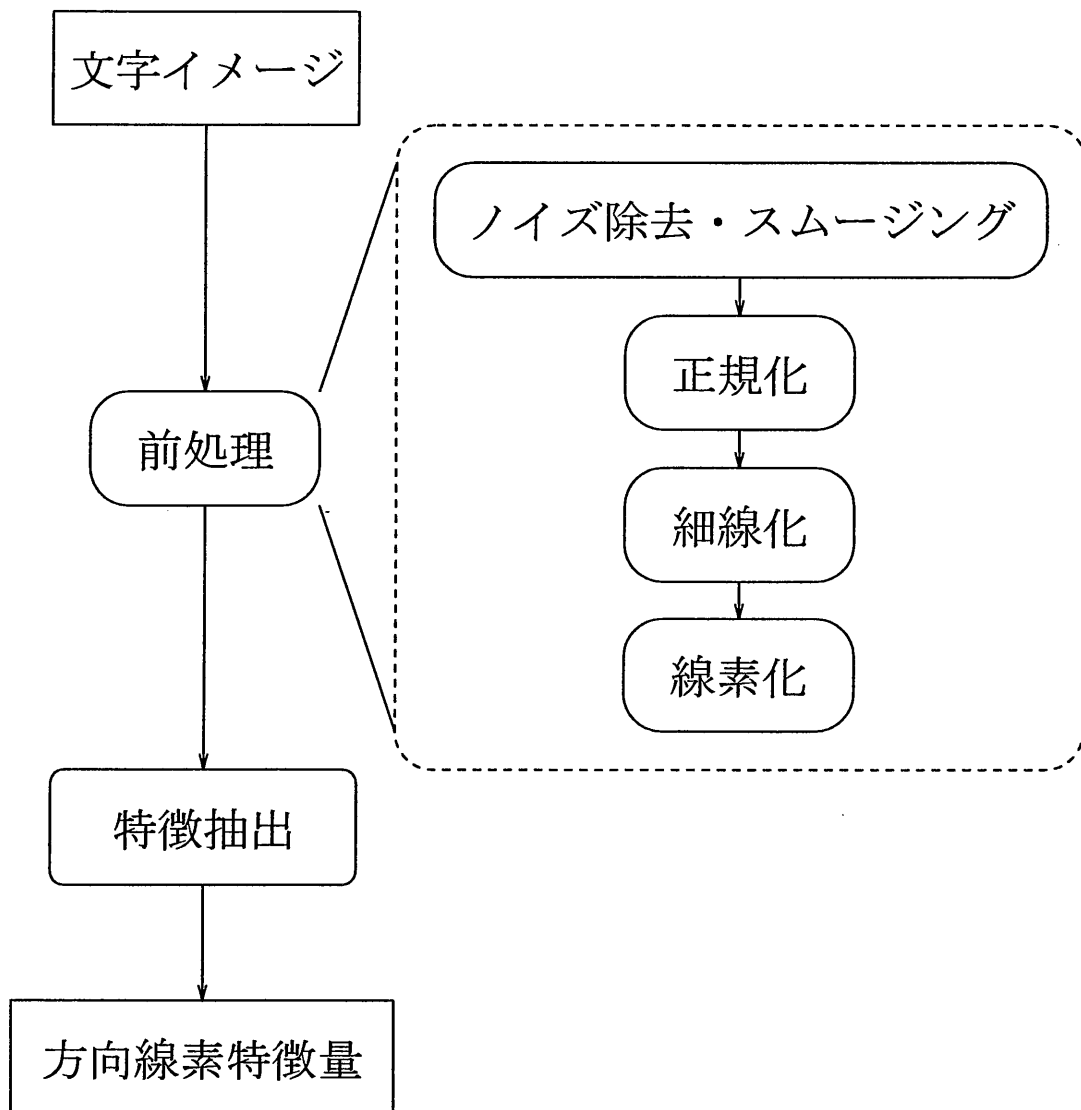 文字イメージ
ノイズ除去・スムージング
正規化
前処理
細線化
線素化
特徴抽出
方向線素特徴量